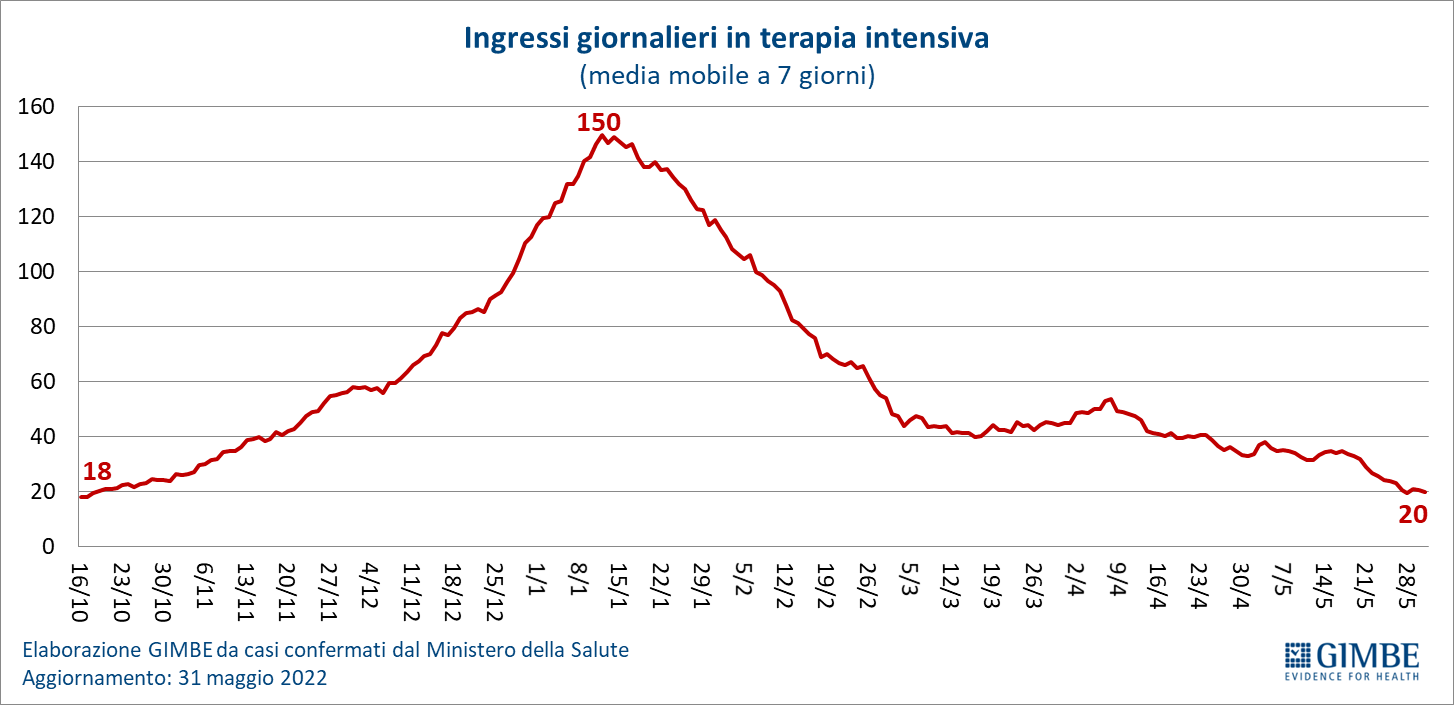 Ingressi giornalieri in terapia intensiva
(media mobile a 7 giorni)
160
140
120
100
80
60
40
20
0
150
18
20
16/10 23/10 30/10 6/11 13/11 20/11 27/11 4/12 11/12 18/12 25/12 1/1 8/1 15/1 22/1 29/1 5/2 12/2 19/2 26/2 5/3 12/3 19/3 26/3 2/4 9/4 16/4 23/4 30/4 7/5 14/5 21/5 28/5
Elaborazione GIMBE da casi confermati dal Ministero della Salute
Aggiornamento: 31 maggio 2022
GIMBE
EVIDENCE FOR HEALTH